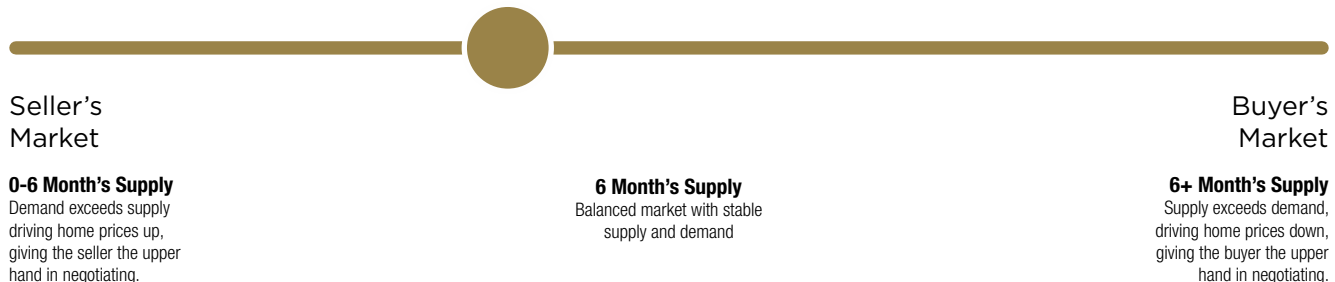 Seller’s
Market
0-6 Month’s Supply
Demand exceeds supply
driving home prices up,
giving the seller the upper
hand in negotiating.
6 Month’s Supply
Balanced market with stable
supply and demand
Buyer’s
Market
6+ Month’s Supply
Supply exceeds demand,
driving home prices down,
giving the buyer the upper
hand in negotiating.